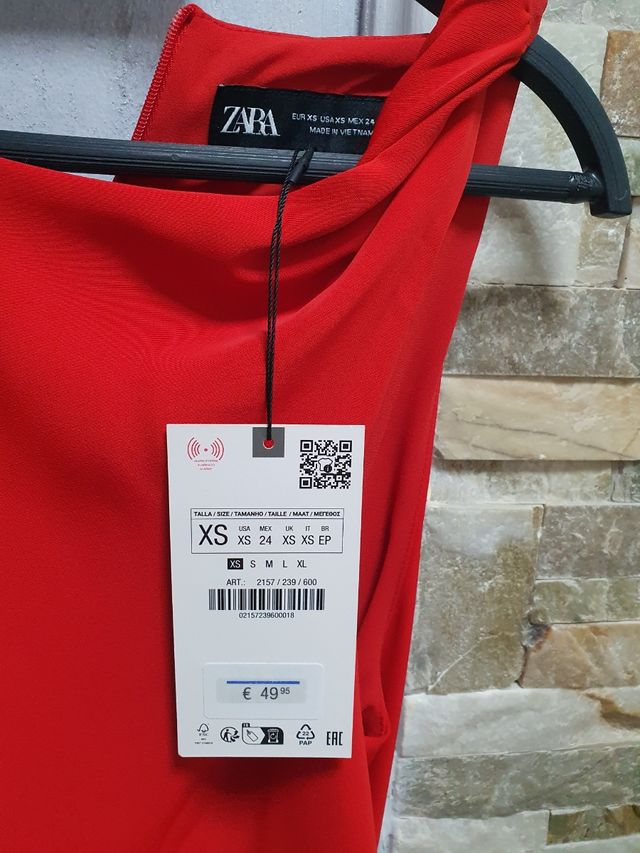 ZARA
EUR XS USA XS MEX 24
MADE IN VIETNAM
TALLA / SIZE / TAMANHO / TAILLE / MAAT / ΜΕΓΕΘΟΣ
XS
USA MEX UK IT BR
XS 24 XS XS EP
XS S M L XL
ART.: 2157 / 239 / 600
02157239600018
€ 49 95
FSC
22
PAP
EAC